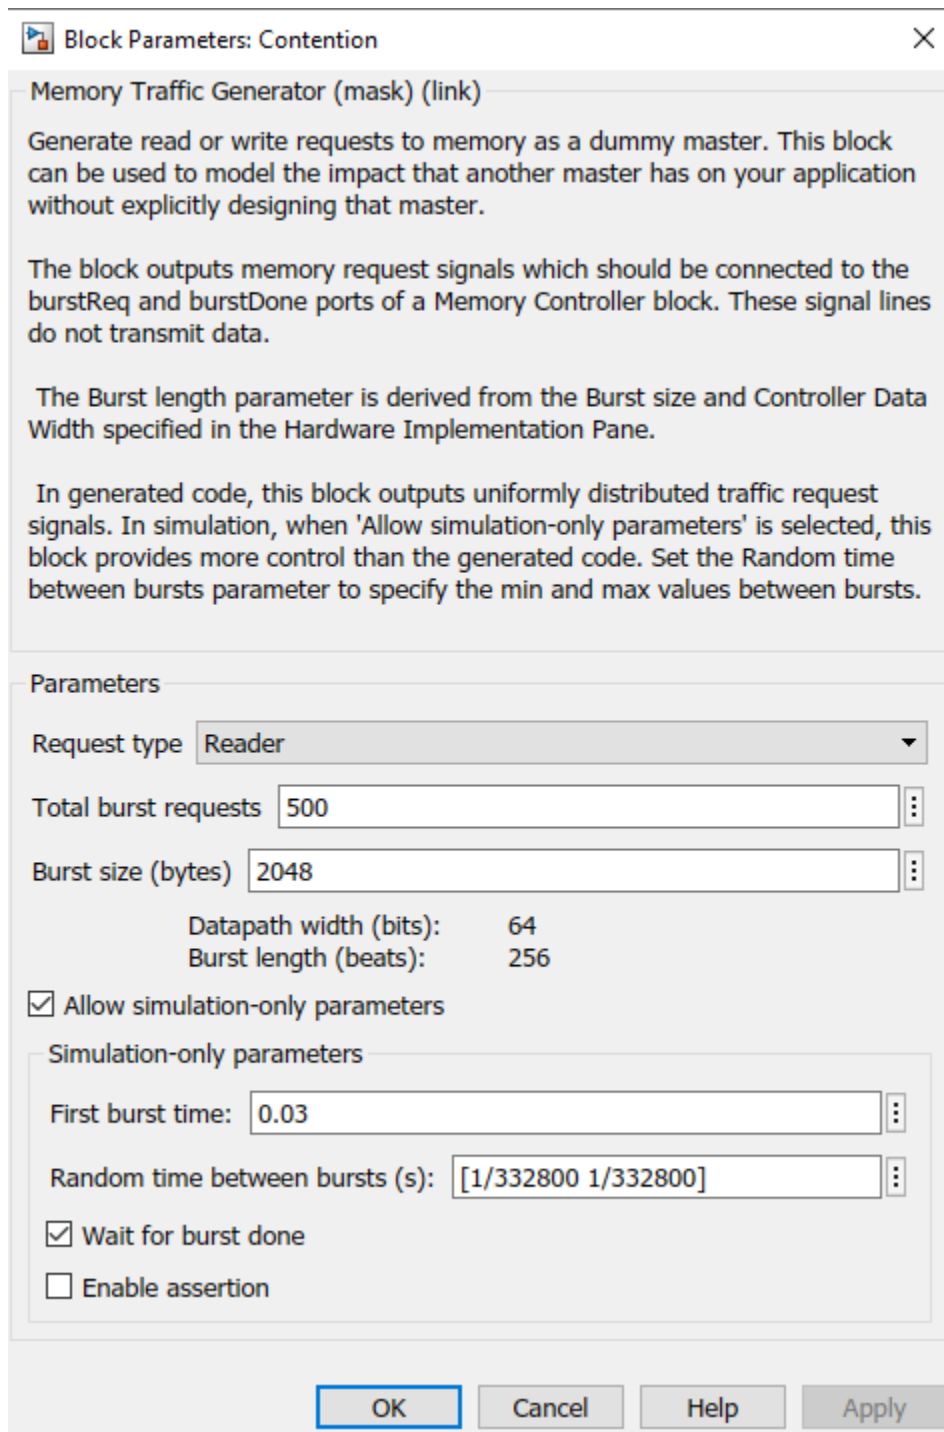 Block Parameters: Contention
Memory Traffic Generator (mask) (link)
Generate read or write requests to memory as a dummy master. This block
can be used to model the impact that another master has on your application
without explicitly designing that master.
The block outputs memory request signals which should be connected to the
burstReq and burstDone ports of a Memory Controller block. These signal lines
do not transmit data.
The Burst length parameter is derived from the Burst size and Controller Data
Width specified in the Hardware Implementation Pane.
In generated code, this block outputs uniformly distributed traffic request
signals. In simulation, when 'Allow simulation-only parameters' is selected, this
block provides more control than the generated code. Set the Random time
between bursts parameter to specify the min and max values between bursts.
Parameters
Request type Reader
Total burst requests 500
Burst size (bytes) 2048
Datapath width (bits): 64
Burst length (beats): 256
Allow simulation-only parameters
Simulation-only parameters
First burst time: 0.03
Random time between bursts (s): [1/332800 1/332800]
Wait for burst done
Enable assertion
OK Cancel Help Apply